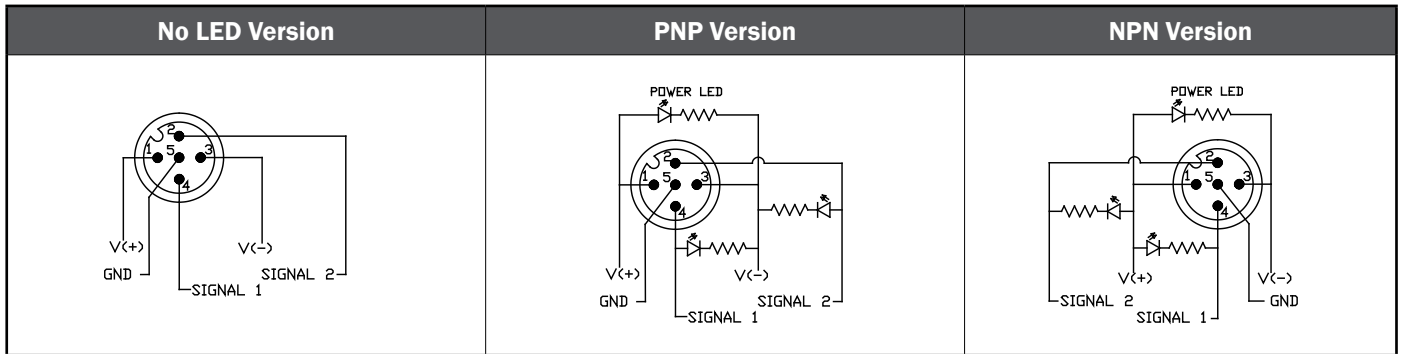 No LED Version
PNP Version
NPN Version
2
1 5 3
4
V(+) V(-)
GND SIGNAL 2
SIGNAL 1
POWER LED
2
1 5 3
4
V(+) V(-)
GND SIGNAL 2
SIGNAL 1
POWER LED
2
1 5 3
4
V(+) V(-)
SIGNAL 2 GND
SIGNAL 1